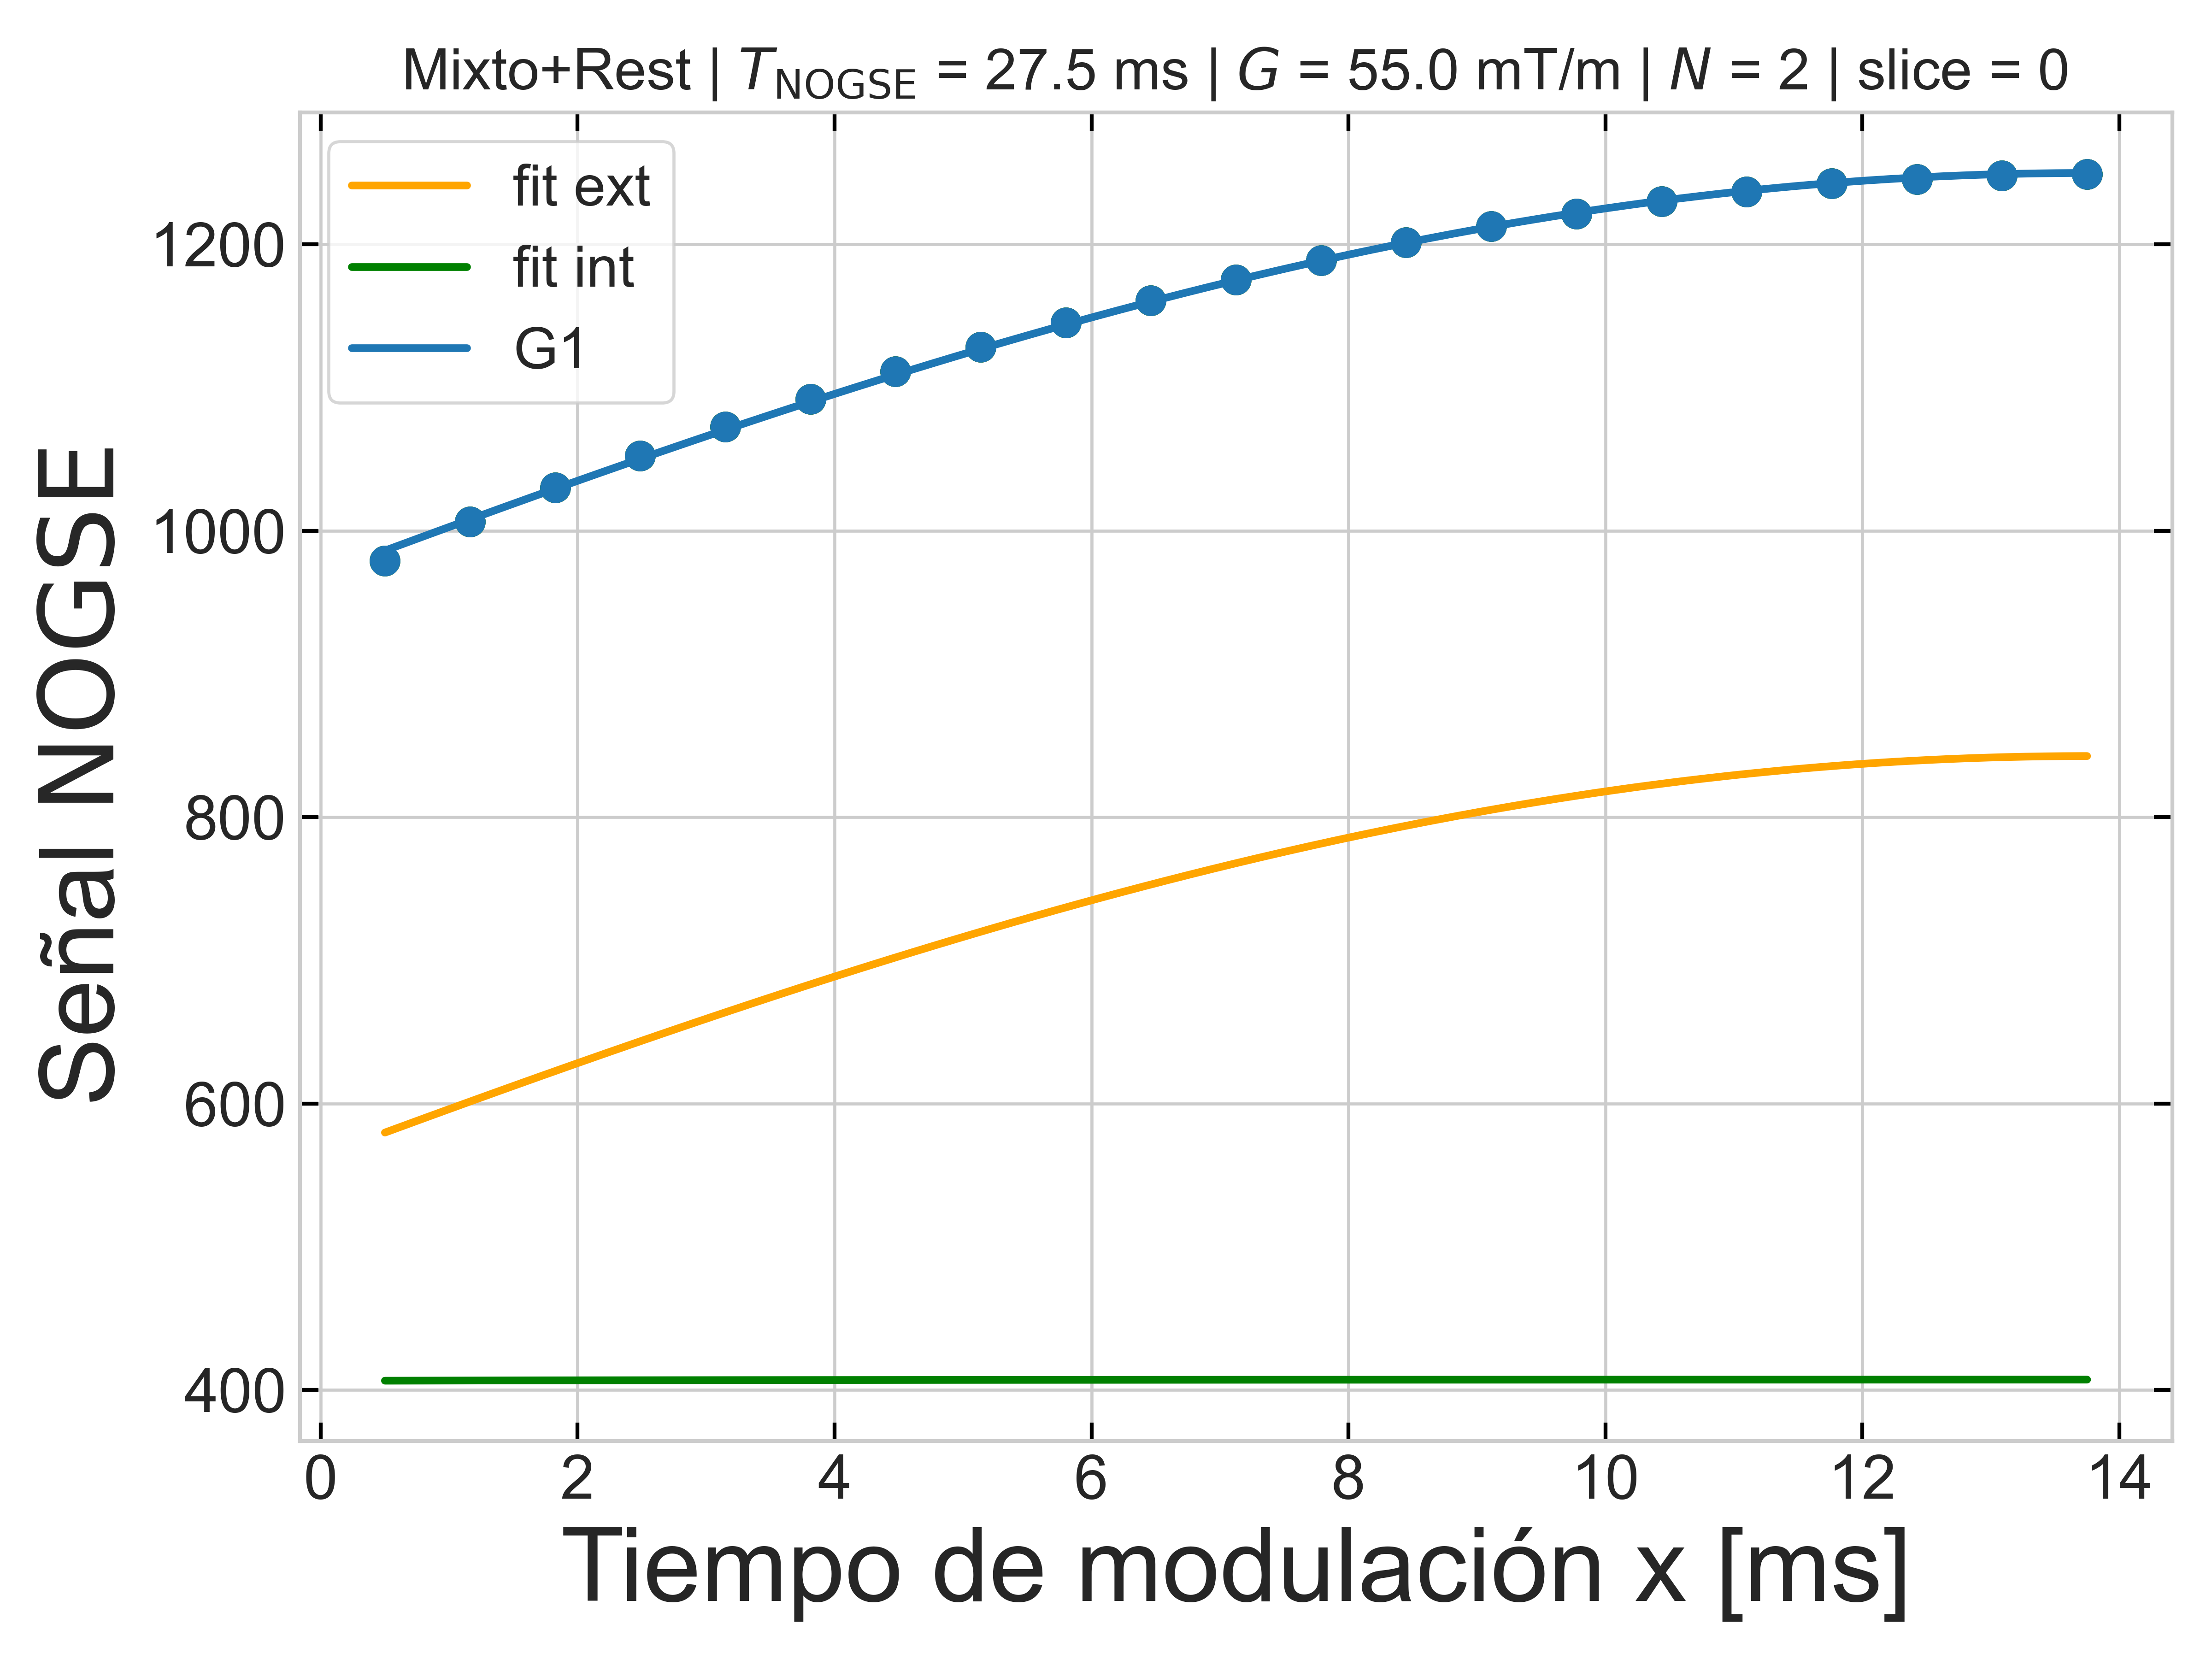 Mixto+Rest | T_NOGSE = 27.5 ms | G = 55.0 mT/m | N = 2 | slice = 0
fit ext
fit int
G1
Señal NOGSE
1200
1000
800
600
400
0 2 4 6 8 10 12 14
Tiempo de modulación x [ms]